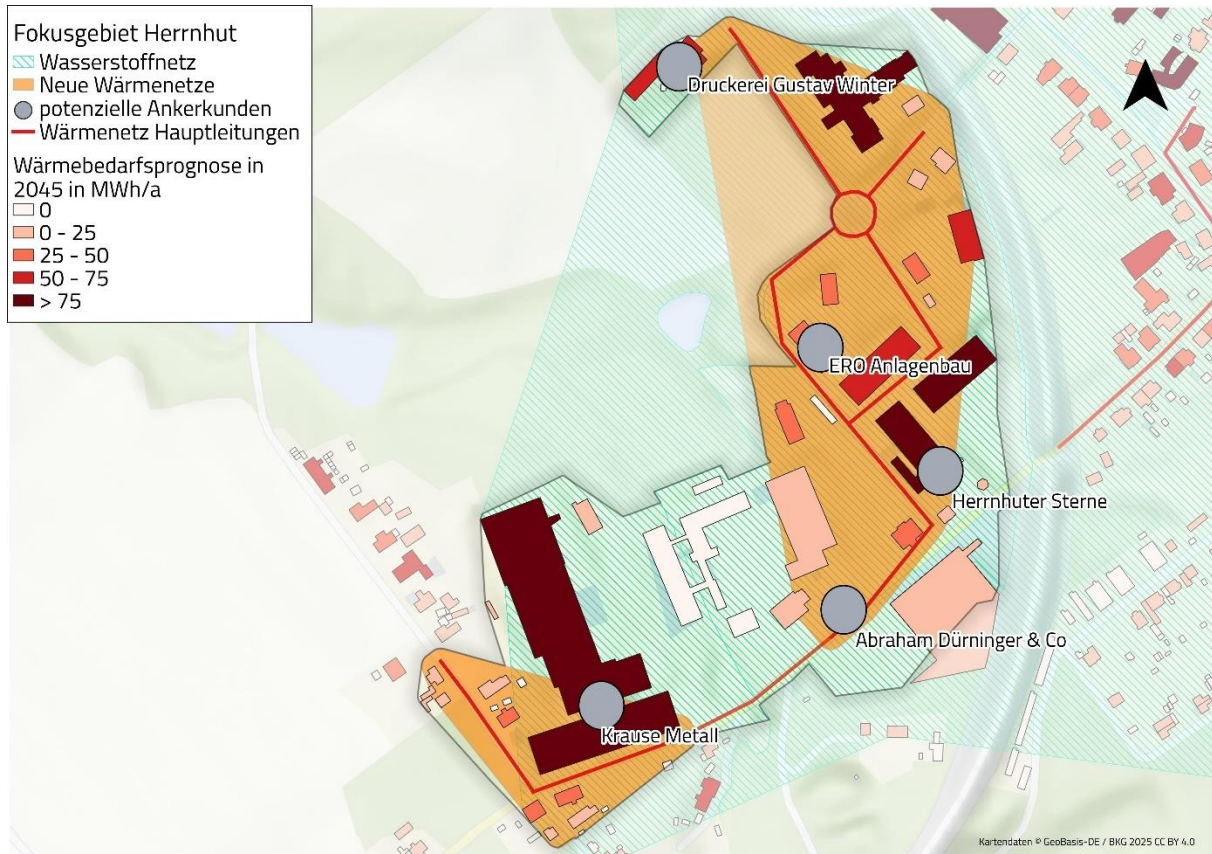 Fokusgebiet Herrnhut
Wasserstoffnetz
Neue Wärmenetze
potenzielle Ankerkunden
Wärmenetz Hauptleitungen
Wärmebedarfsprognose in
2045 in MWh/a
0
0 - 25
25 - 50
50 - 75
> 75
Druckerei Gustav Winter
ERO Anlagenbau
Herrnhuter Sterne
Abraham Dürninger & Co
Krause Metall
Kartendaten © GeoBasis-DE / BKG 2025 CC BY 4.0